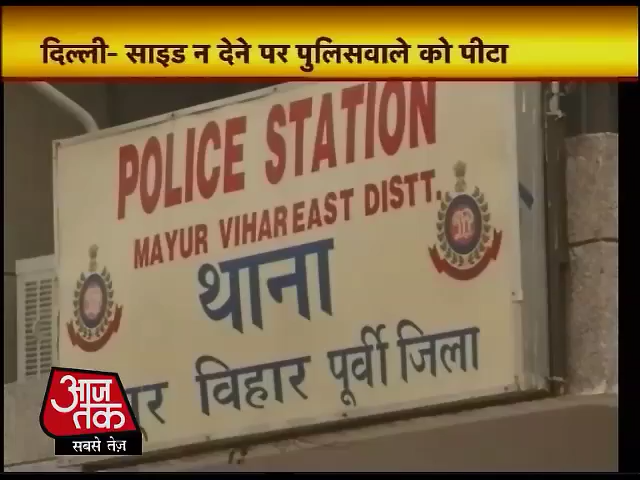 दिल्ली- साइड न देने पर पुलिसवाले को पीटा
POLICE STATION
MAYUR VIHAR EAST DISTT.
थाना
विहार पूर्वी जिला
आज
तक
सबसे तेज़